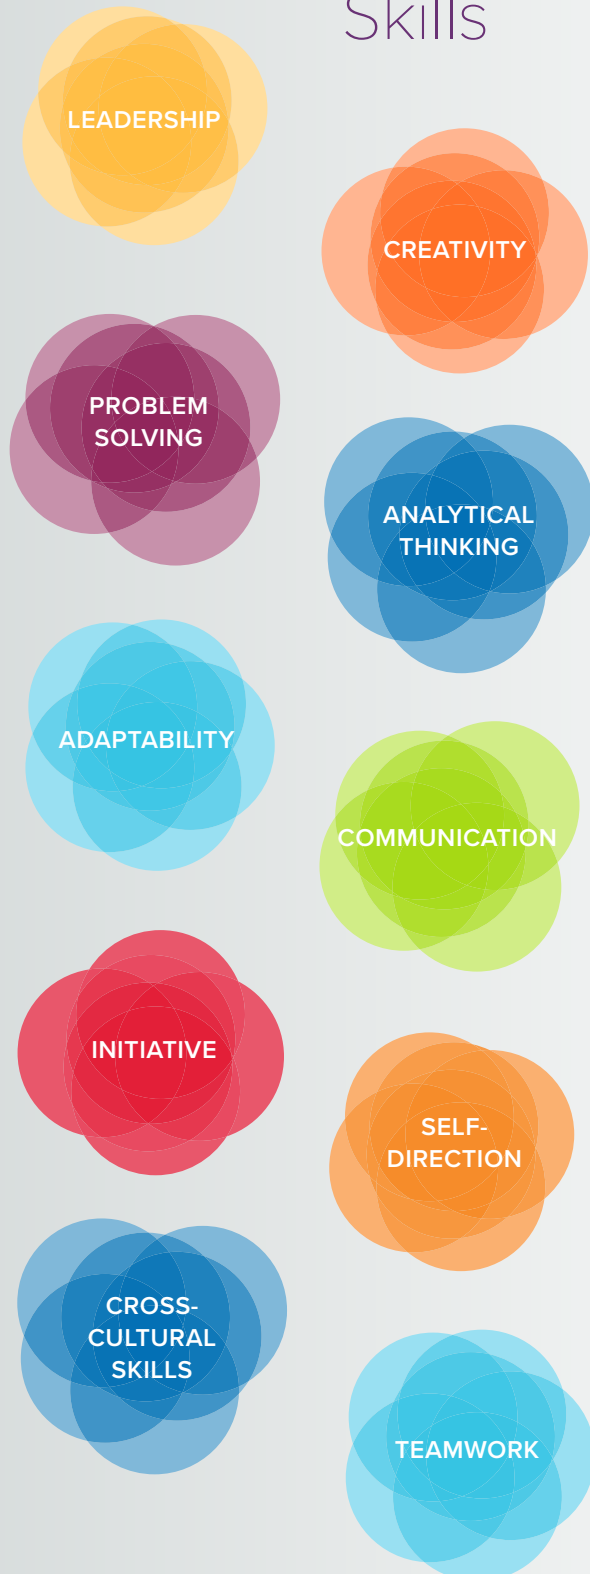 Skills
LEADERSHIP
CREATIVITY
PROBLEM
SOLVING
ANALYTICAL
THINKING
ADAPTABILITY
COMMUNICATION
INITIATIVE
SELF-
DIRECTION
CROSS-
CULTURAL
SKILLS
TEAMWORK